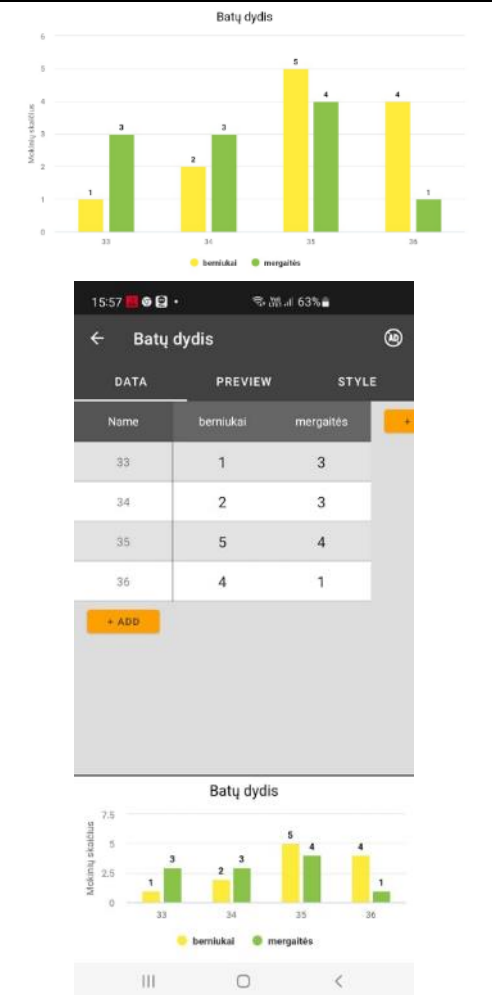 Batų dydis
6
5
4
3
2
1
0
Mokinių skaičius
1 3 2 3 5 4 4 1
33 34 35 36
berniukai mergaitės
15:57 63%
Batų dydis AD
DATA PREVIEW STYLE
Name berniukai mergaitės +
33 1 3
34 2 3
35 5 4
36 4 1
+ ADD
Batų dydis
7.5
5
2.5
0
Mokinių skaičius
1 3 2 3 5 4 4 1
33 34 35 36
berniukai mergaitės